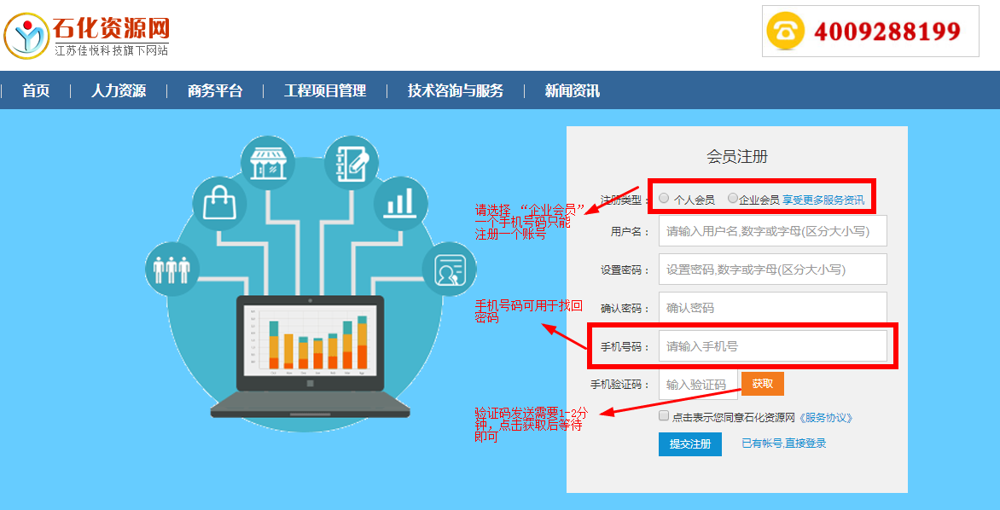 石化资源网
江苏佳悦科技旗下网站
4009288199
首页
人力资源
商务平台
工程项目管理
技术咨询与服务
新闻资讯
会员注册
注册类型：
个人会员
企业会员 享受更多服务资讯
请选择 “企业会员”
一个手机号码只能
注册一个账号
用户名：
请输入用户名,数字或字母(区分大小写)
设置密码：
设置密码,数字或字母(区分大小写)
确认密码：
确认密码
手机号码可用于找回
密码
手机号码：
请输入手机号
手机验证码：
输入验证码
获取
验证码发送需要1-2分
钟，点击获取后等待
即可
点击表示您同意石化资源网《服务协议》
提交注册
已有帐号,直接登录